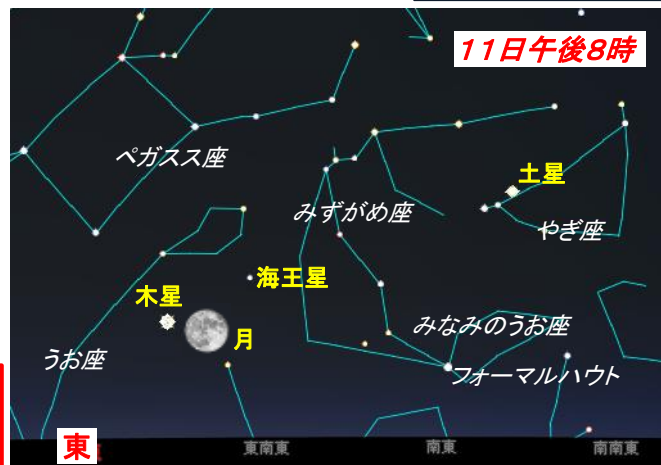 11日午後8時
ペガスス座
土星
みずがめ座
やぎ座
海王星
木星
月
みなみのうお座
うお座
フォーマルハウト
東
東南東
南東
南南東